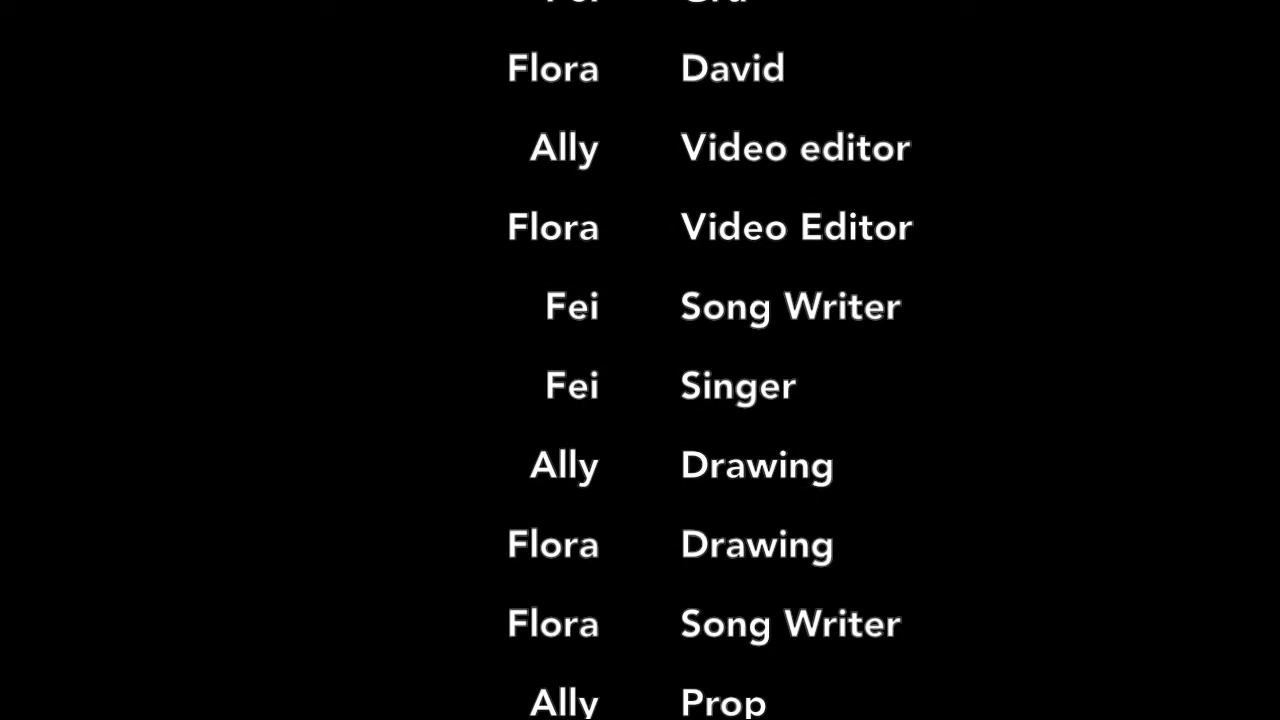 Flora David
Ally Video editor
Flora Video Editor
Fei Song Writer
Fei Singer
Ally Drawing
Flora Drawing
Flora Song Writer
Ally Prop